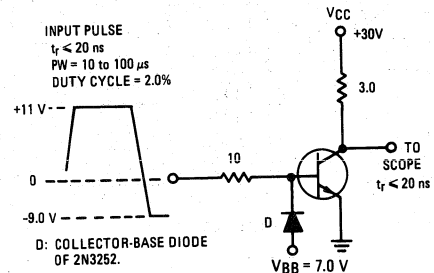 INPUT PULSE
tr ≤ 20 ns
PW = 10 to 100 μs
DUTY CYCLE = 2.0%
+11 V
0
-9.0 V
D: COLLECTOR-BASE DIODE
OF 2N3252.
10
D
VBB = 7.0 V
VCC
+30V
3.0
TO
SCOPE
tr ≤ 20 ns